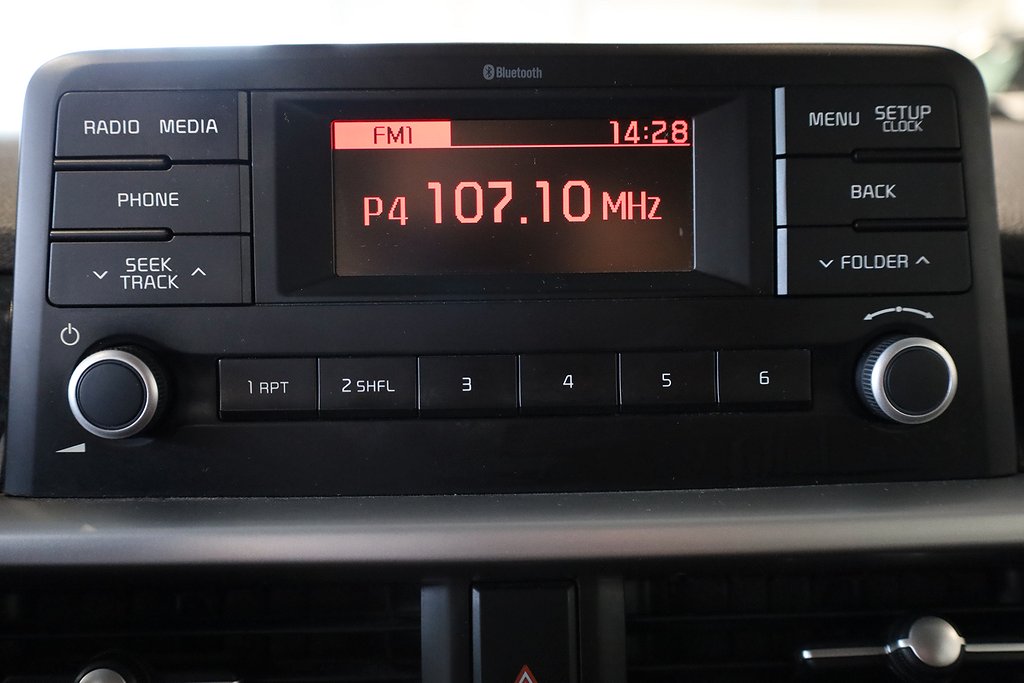 Bluetooth
RADIO MEDIA
PHONE
SEEK
TRACK
FM1 14:28
P4 107.10 MHz
MENU SETUP
CLOCK
BACK
FOLDER
1 RPT 2 SHFL 3 4 5 6